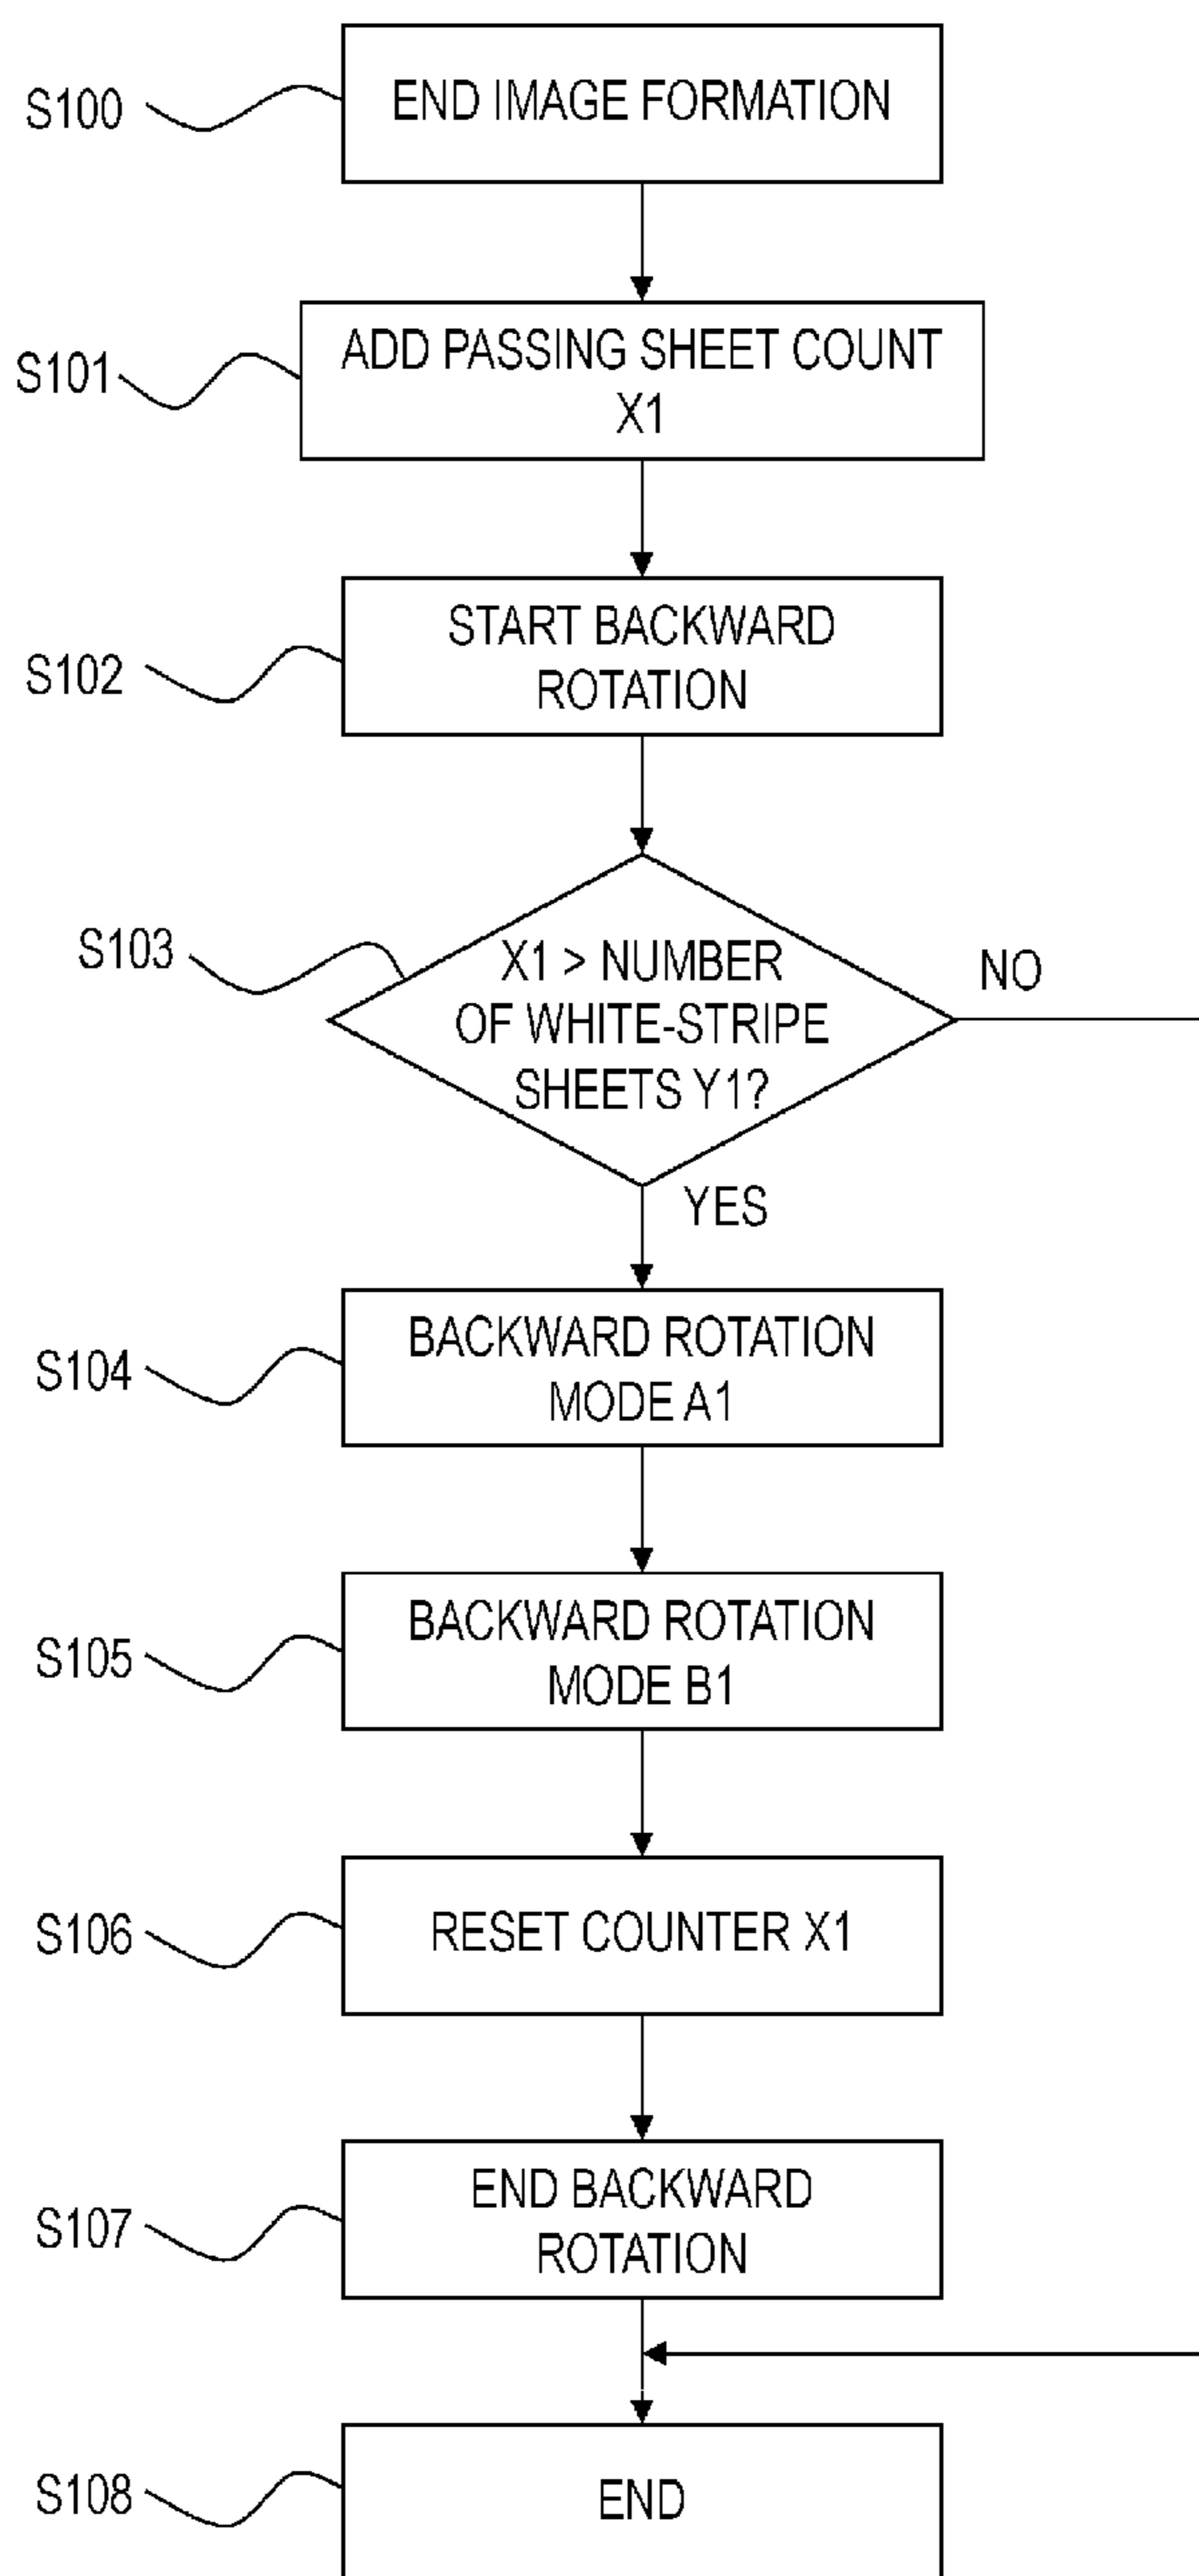 S100
END IMAGE FORMATION
S101
ADD PASSING SHEET COUNT
X1
S102
START BACKWARD
ROTATION
S103
X1 > NUMBER
OF WHITE-STRIPE
SHEETS Y1?
NO
YES
S104
BACKWARD ROTATION
MODE A1
S105
BACKWARD ROTATION
MODE B1
S106
RESET COUNTER X1
S107
END BACKWARD
ROTATION
S108
END